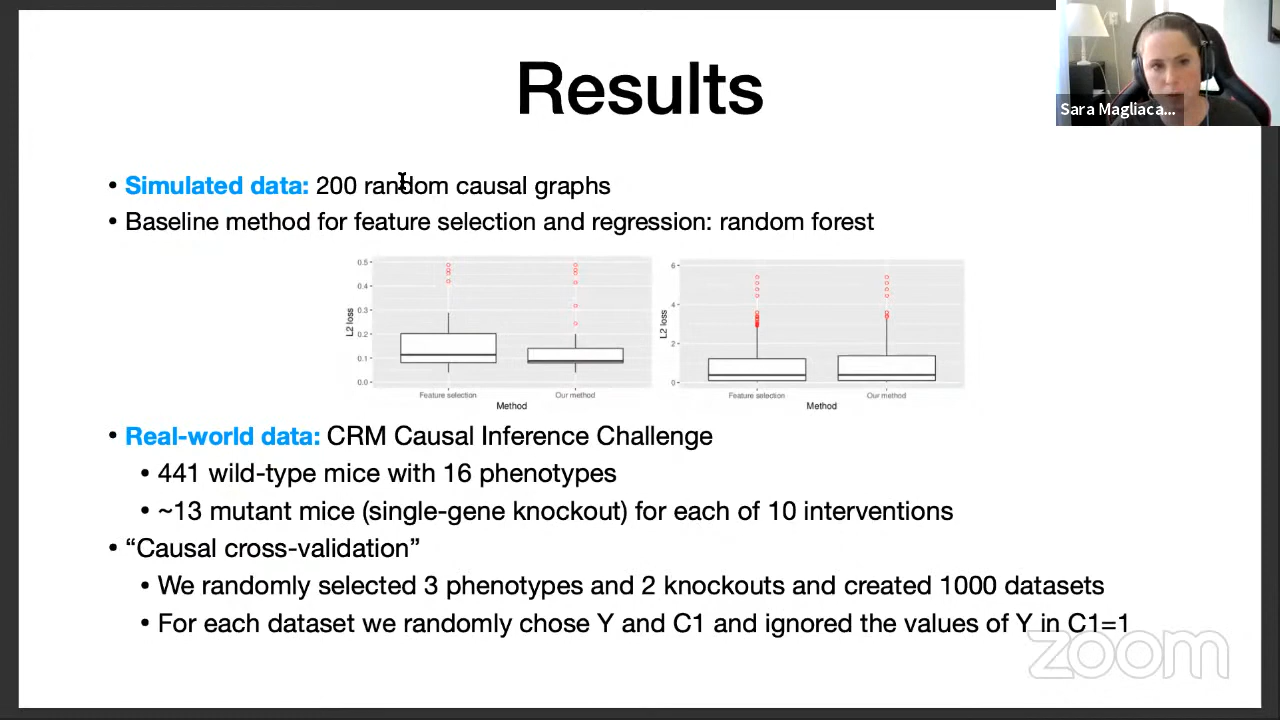 Results
Sara Magliaca...
• Simulated data: 200 random causal graphs
• Baseline method for feature selection and regression: random forest
0.5
0.4
0.3
0.2
0.1
0.0
L2 loss
Feature selection
Our method
Method
6
4
2
0
L2 loss
Feature selection
Our method
Method
• Real-world data: CRM Causal Inference Challenge
• 441 wild-type mice with 16 phenotypes
• ~13 mutant mice (single-gene knockout) for each of 10 interventions
• “Causal cross-validation”
• We randomly selected 3 phenotypes and 2 knockouts and created 1000 datasets
• For each dataset we randomly chose Y and C1 and ignored the values of Y in C1=1
zoom